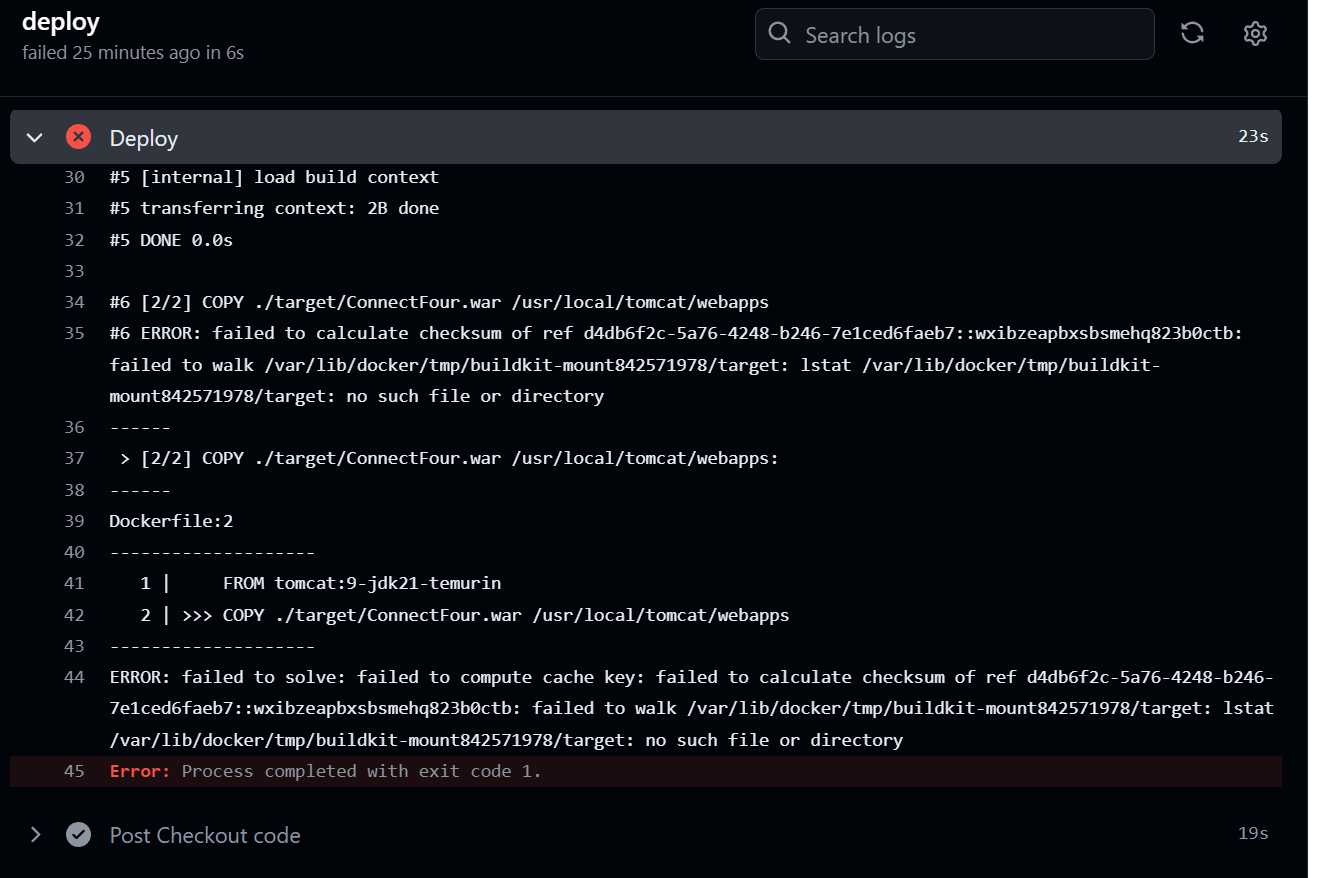 deploy
failed 25 minutes ago in 6s
Search logs
Deploy 23s
30 #5 [internal] load build context
31 #5 transferring context: 2B done
32 #5 DONE 0.0s
33
34 #6 [2/2] COPY ./target/ConnectFour.war /usr/local/tomcat/webapps
35 #6 ERROR: failed to calculate checksum of ref d4db6f2c-5a76-4248-b246-7e1ced6faeb7::wxibzeapbxsbsmehq823b0ctb:
failed to walk /var/lib/docker/tmp/buildkit-mount842571978/target: lstat /var/lib/docker/tmp/buildkit-
mount842571978/target: no such file or directory
36 ------
37 > [2/2] COPY ./target/ConnectFour.war /usr/local/tomcat/webapps:
38 ------
39 Dockerfile:2
40 --------------------
41 1 | FROM tomcat:9-jdk21-temurin
42 2 | >>> COPY ./target/ConnectFour.war /usr/local/tomcat/webapps
43 --------------------
44 ERROR: failed to solve: failed to compute cache key: failed to calculate checksum of ref d4db6f2c-5a76-4248-b246-
7e1ced6faeb7::wxibzeapbxsbsmehq823b0ctb: failed to walk /var/lib/docker/tmp/buildkit-mount842571978/target: lstat
/var/lib/docker/tmp/buildkit-mount842571978/target: no such file or directory
45 Error: Process completed with exit code 1.
Post Checkout code 19s